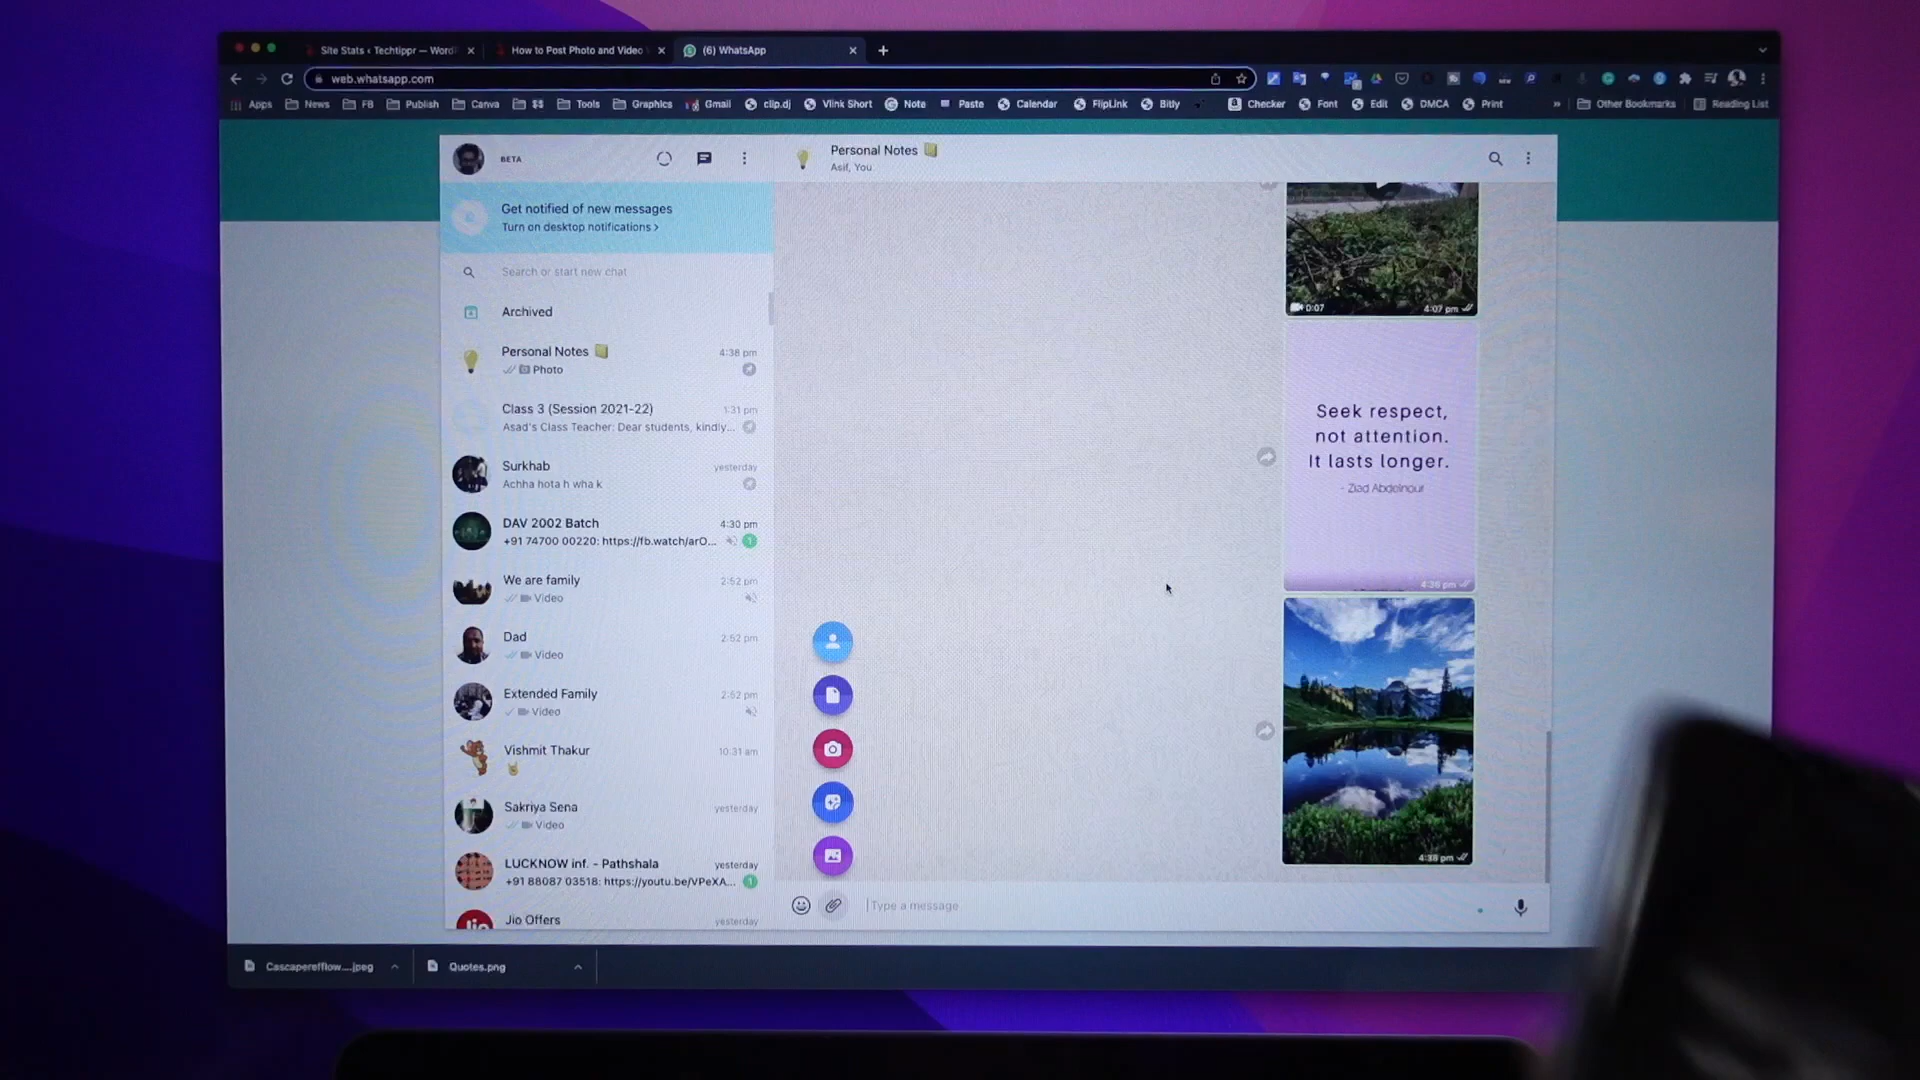 Site Stats ‹ Techtippr — Word
How to Post Photo and Video
(6) WhatsApp
web.whatsapp.com
Apps
News
FB
Publish
Canva
$$
Tools
Graphics
Gmail
clip.dj
Vlink Short
Note
Paste
Calendar
FlipLink
Bitly
Checker
Font
Edit
DMCA
Print
»
Other Bookmarks
Reading List
BETA
Personal Notes
Asif, You
Get notified of new messages
Turn on desktop notifications >
Search or start new chat
Archived
Personal Notes 4:38 pm
Photo
Class 3 (Session 2021-22) 1:31 pm
Asad's Class Teacher: Dear students, kindly...
Surkhab yesterday
Achha hota h wha k
DAV 2002 Batch 4:30 pm
+91 74700 00220: https://fb.watch/arO... 1
We are family 2:52 pm
Video
Dad 2:52 pm
Video
Extended Family 2:52 pm
Video
Vishmit Thakur 10:31 am
Sakriya Sena yesterday
Video
LUCKNOW inf. - Pathshala yesterday
+91 88087 03518: https://youtu.be/VPeXA... 1
Jio Offers yesterday
Jio
0:07 4:07 pm
Seek respect,
not attention.
It lasts longer.
- Ziad Abdelnour
4:36 pm
4:38 pm
Type a message
Cascaperefflow....jpeg
Quotes.png